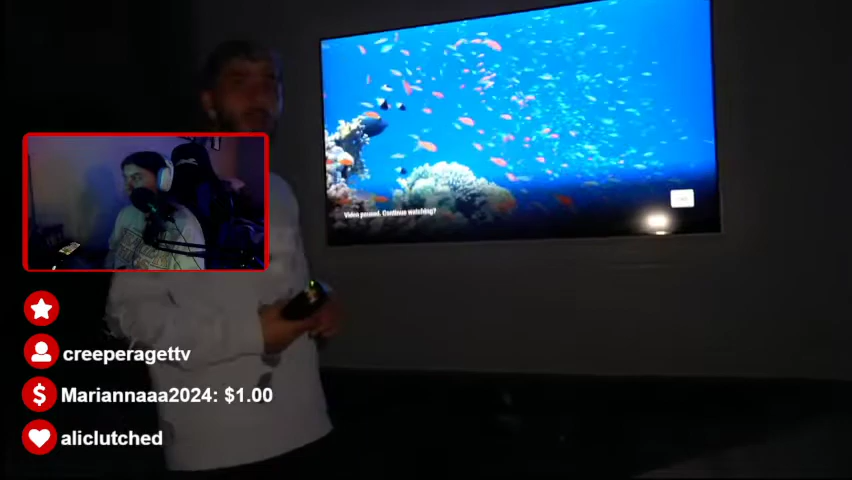 Video paused. Continue watching?
creeperagettv
Mariannaaa2024: $1.00
aliclutched